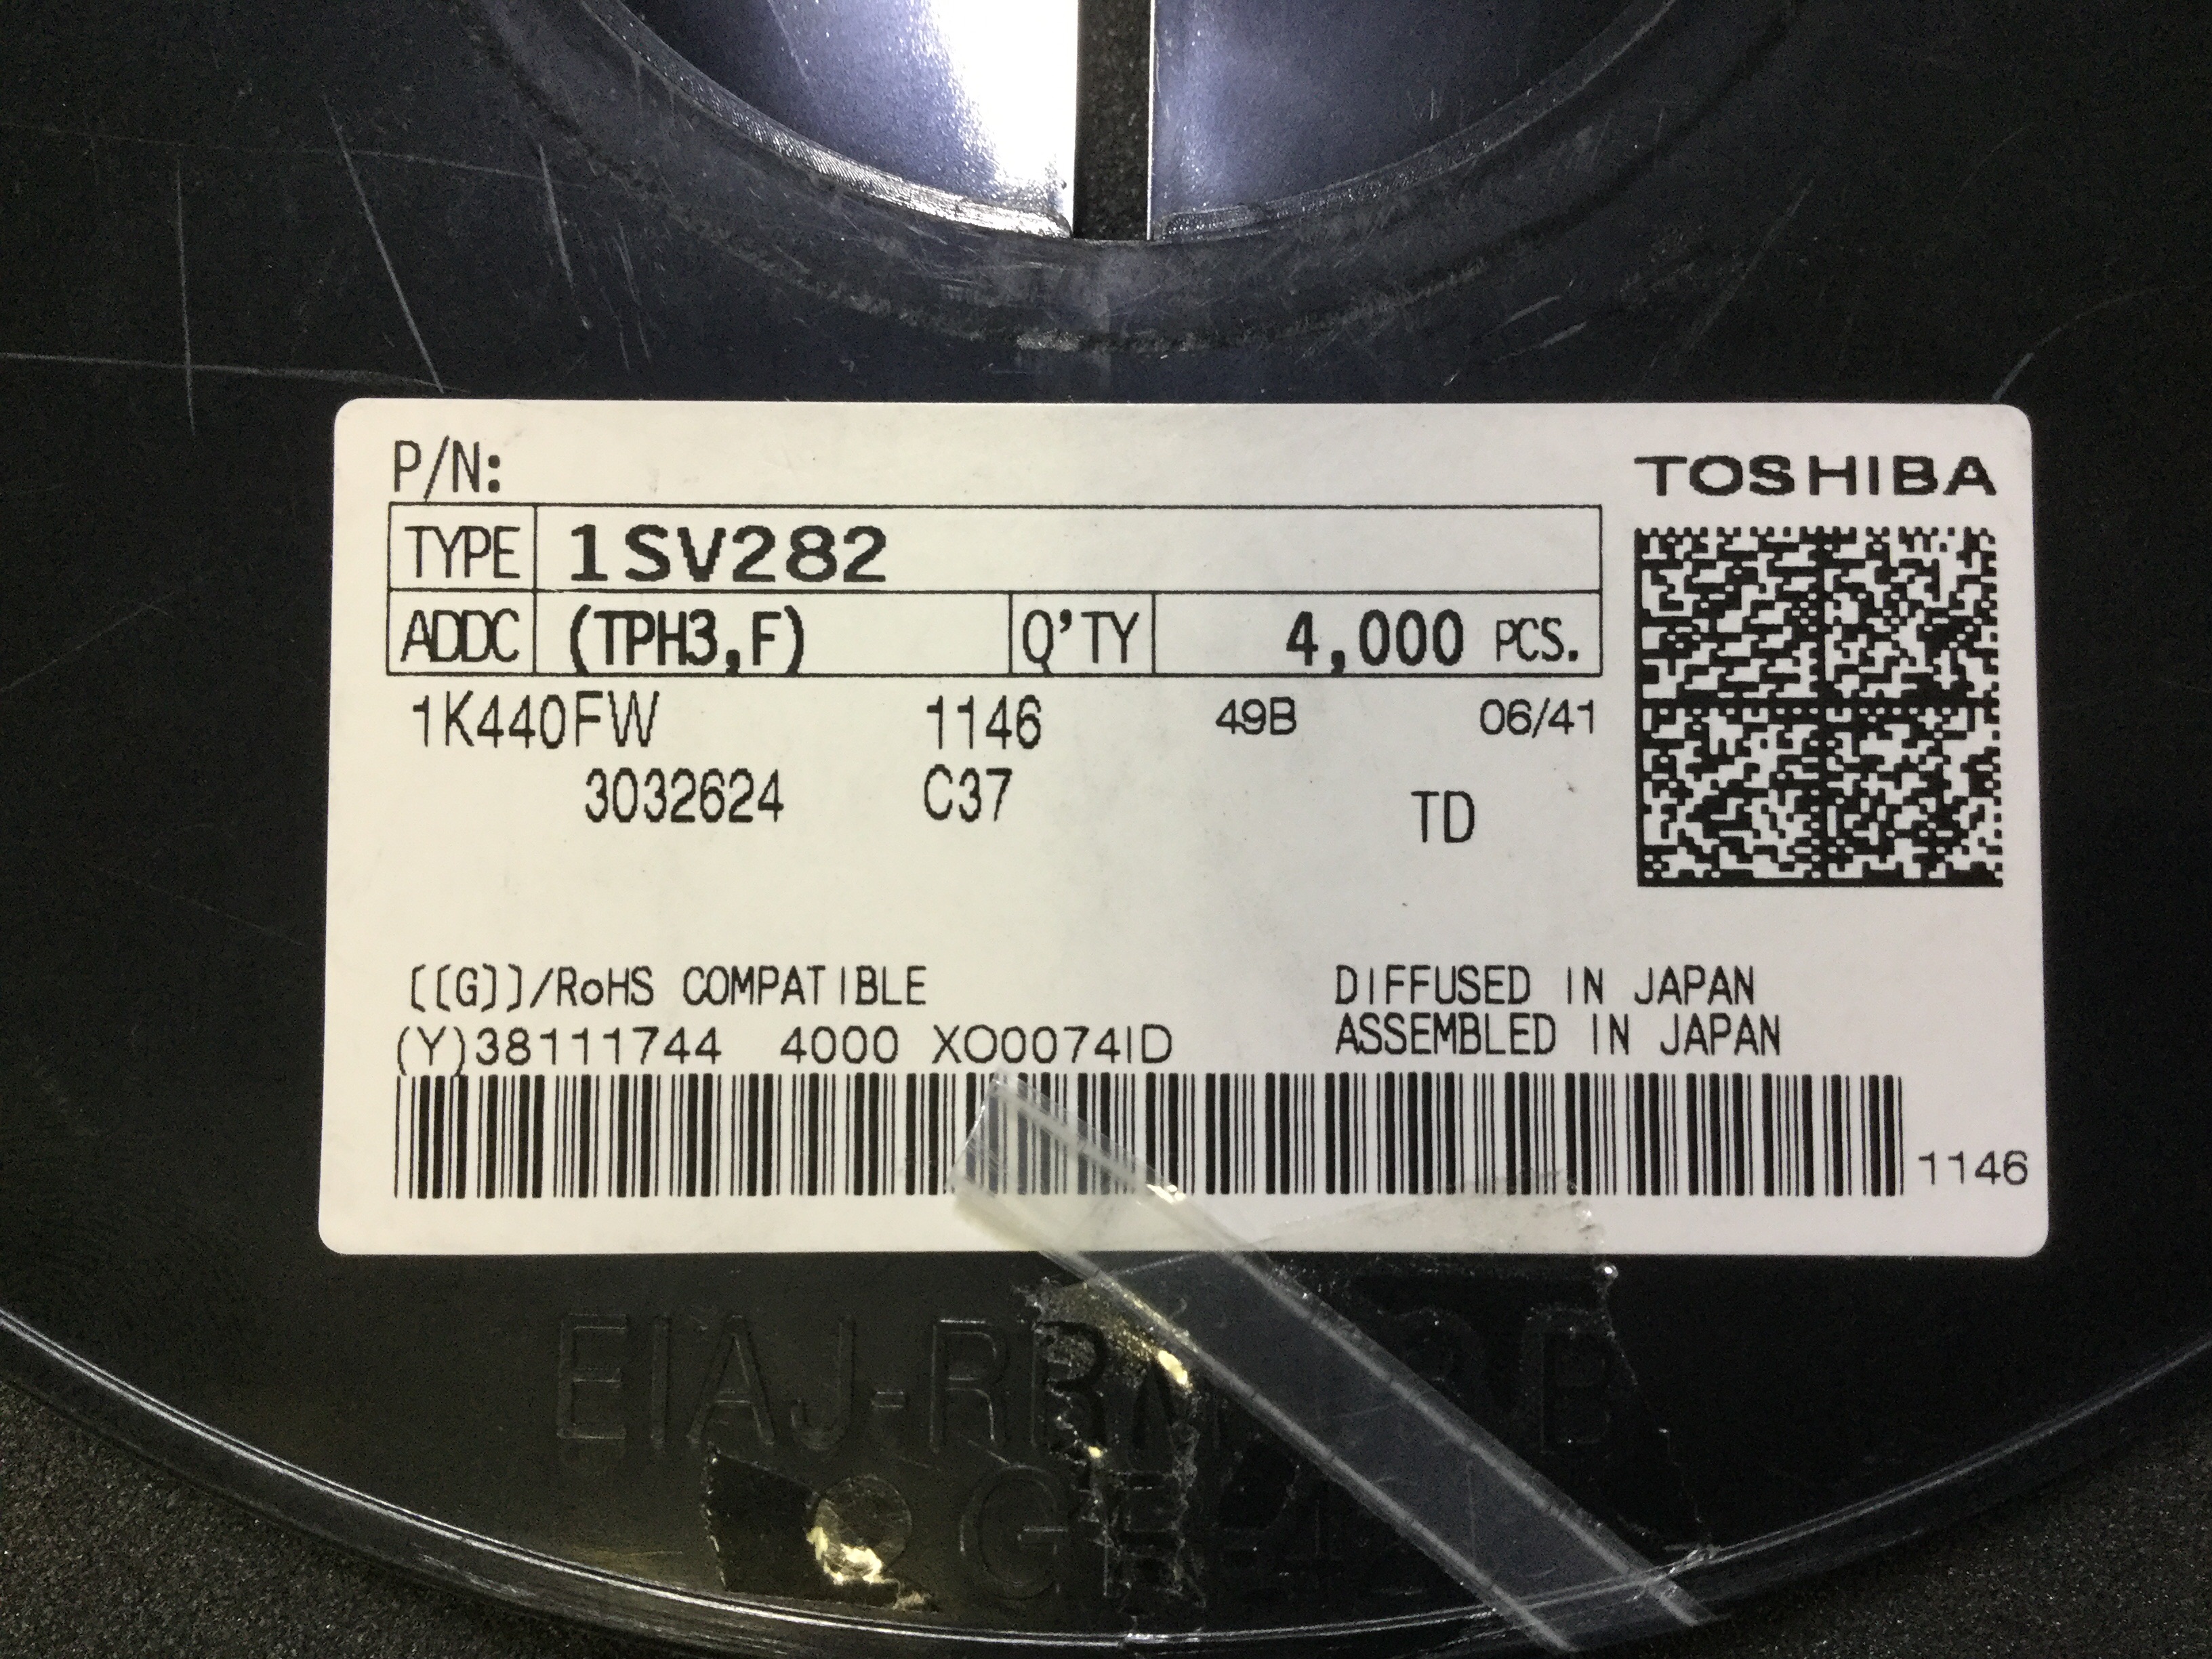 P/N:
TOSHIBA
TYPE 1SV282
ADDC (TPH3,F) Q'TY 4,000 PCS.
1K440FW 1146 49B 06/41
3032624 C37 TD
[[G]]/RoHS COMPATIBLE
DIFFUSED IN JAPAN
(Y)38111744 4000 XO0074ID
ASSEMBLED IN JAPAN
1146